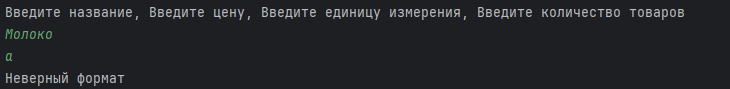 Введите название, Введите цену, Введите единицу измерения, Введите количество товаров
Молоко
а
Неверный формат